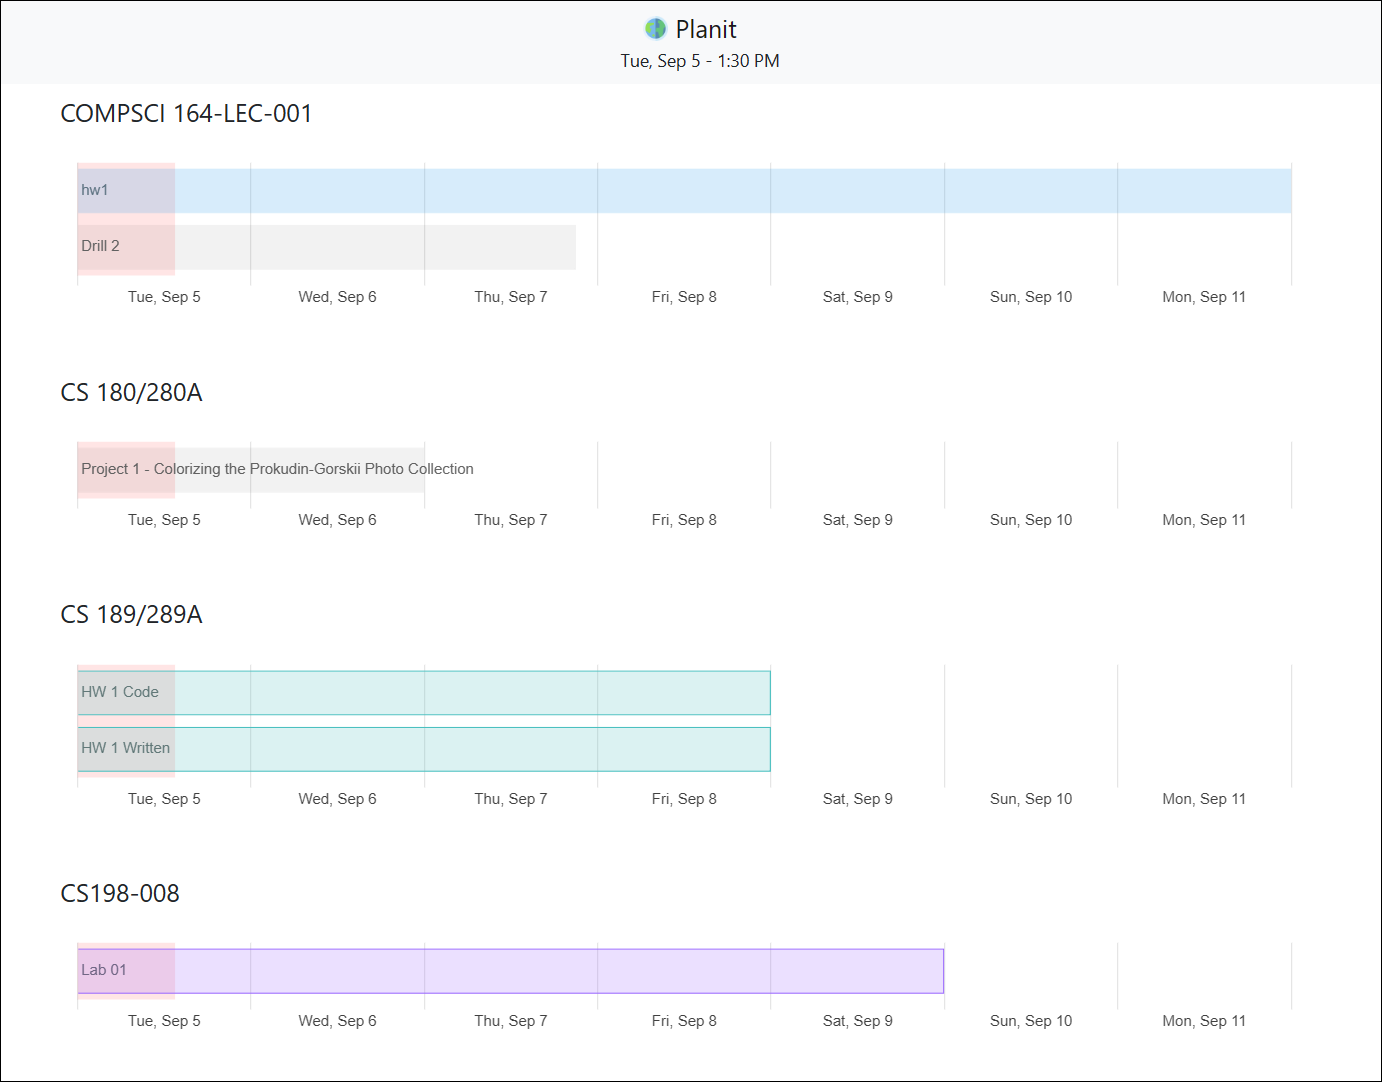 Planit
Tue, Sep 5 - 1:30 PM
COMPSCI 164-LEC-001
hw1
Drill 2
Tue, Sep 5 Wed, Sep 6 Thu, Sep 7 Fri, Sep 8 Sat, Sep 9 Sun, Sep 10 Mon, Sep 11
CS 180/280A
Project 1 - Colorizing the Prokudin-Gorskii Photo Collection
Tue, Sep 5 Wed, Sep 6 Thu, Sep 7 Fri, Sep 8 Sat, Sep 9 Sun, Sep 10 Mon, Sep 11
CS 189/289A
HW 1 Code
HW 1 Written
Tue, Sep 5 Wed, Sep 6 Thu, Sep 7 Fri, Sep 8 Sat, Sep 9 Sun, Sep 10 Mon, Sep 11
CS198-008
Lab 01
Tue, Sep 5 Wed, Sep 6 Thu, Sep 7 Fri, Sep 8 Sat, Sep 9 Sun, Sep 10 Mon, Sep 11